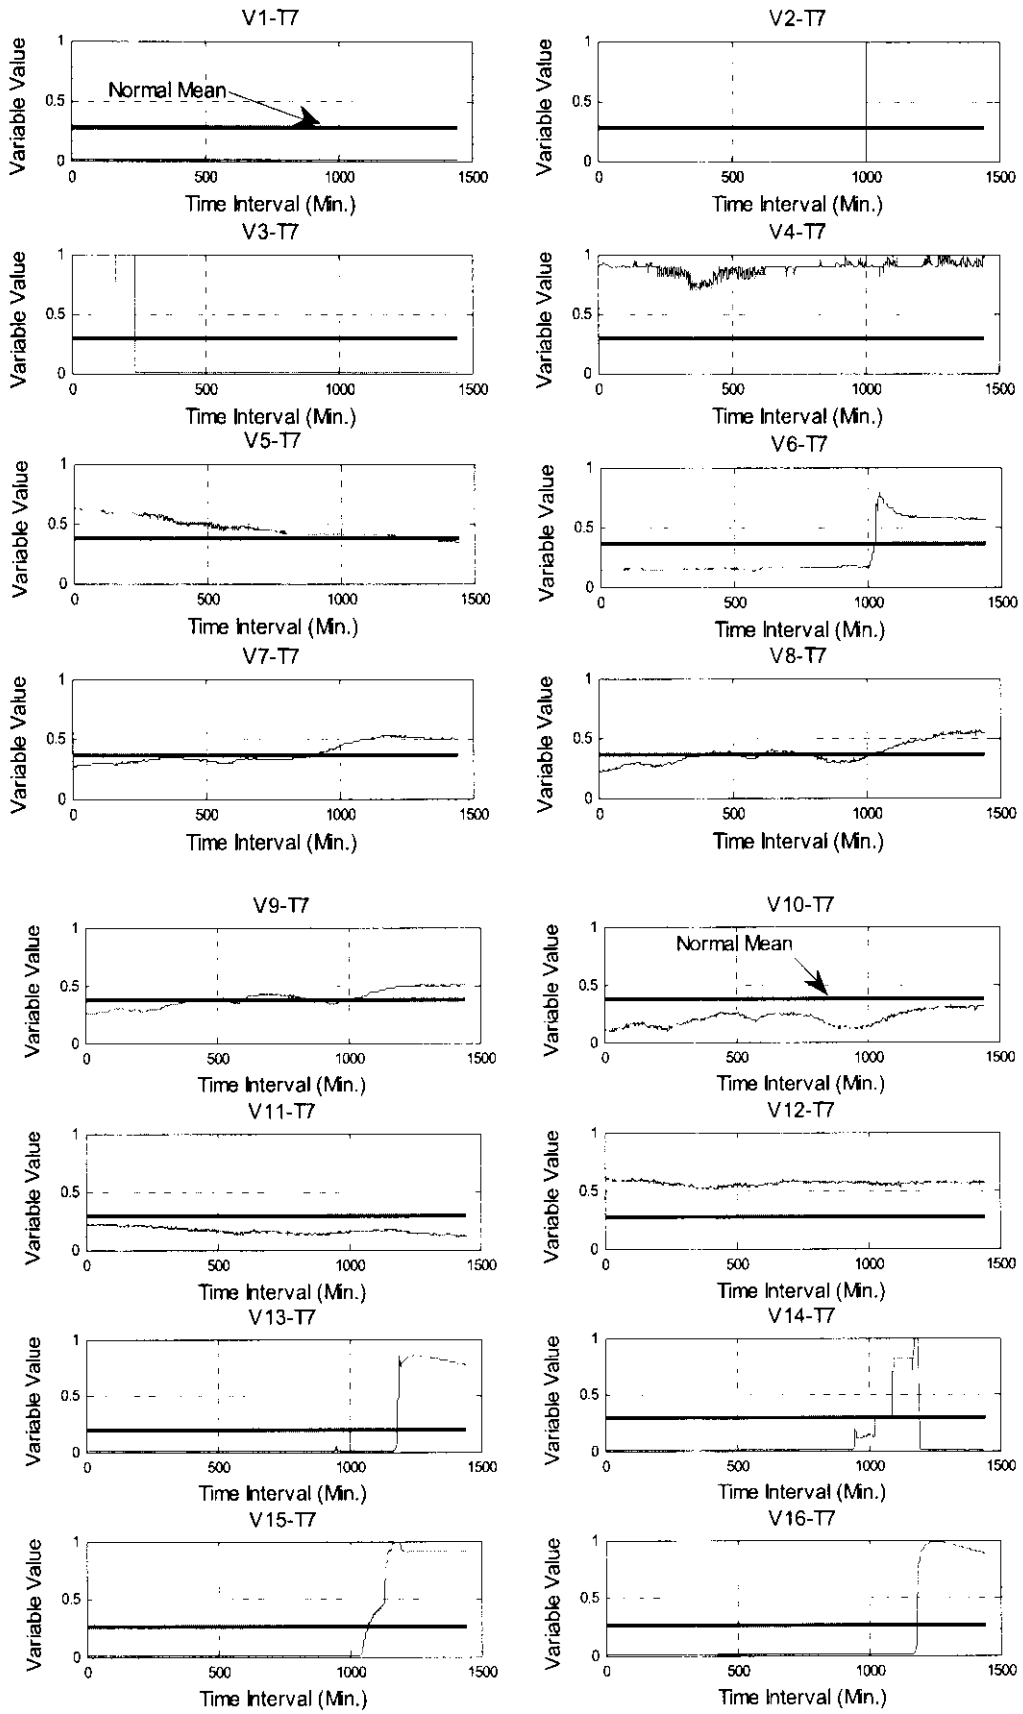 V1-T7
V2-T7
Variable Value
1
0.5
0
Normal Mean
0
500
1000
1500
Time Interval (Min.)
Variable Value
1
0.5
0
0
500
1000
1500
Time Interval (Min.)
V3-T7
V4-T7
Variable Value
1
0.5
0
0
500
1000
1500
Time Interval (Min.)
Variable Value
1
0.5
0
0
500
1000
1500
Time Interval (Min.)
V5-T7
V6-T7
Variable Value
1
0.5
0
0
500
1000
1500
Time Interval (Min.)
Variable Value
1
0.5
0
0
500
1000
1500
Time Interval (Min.)
V7-T7
V8-T7
Variable Value
1
0.5
0
0
500
1000
1500
Time Interval (Min.)
Variable Value
1
0.5
0
0
500
1000
1500
Time Interval (Min.)
V9-T7
V10-T7
Variable Value
1
0.5
0
0
500
1000
1500
Time Interval (Min.)
Variable Value
1
0.5
0
Normal Mean
0
500
1000
1500
Time Interval (Min.)
V11-T7
V12-T7
Variable Value
1
0.5
0
0
500
1000
1500
Time Interval (Min.)
Variable Value
1
0.5
0
0
500
1000
1500
Time Interval (Min.)
V13-T7
V14-T7
Variable Value
1
0.5
0
0
500
1000
1500
Time Interval (Min.)
Variable Value
1
0.5
0
0
500
1000
1500
Time Interval (Min.)
V15-T7
V16-T7
Variable Value
1
0.5
0
0
500
1000
1500
Time Interval (Min.)
Variable Value
1
0.5
0
0
500
1000
1500
Time Interval (Min.)